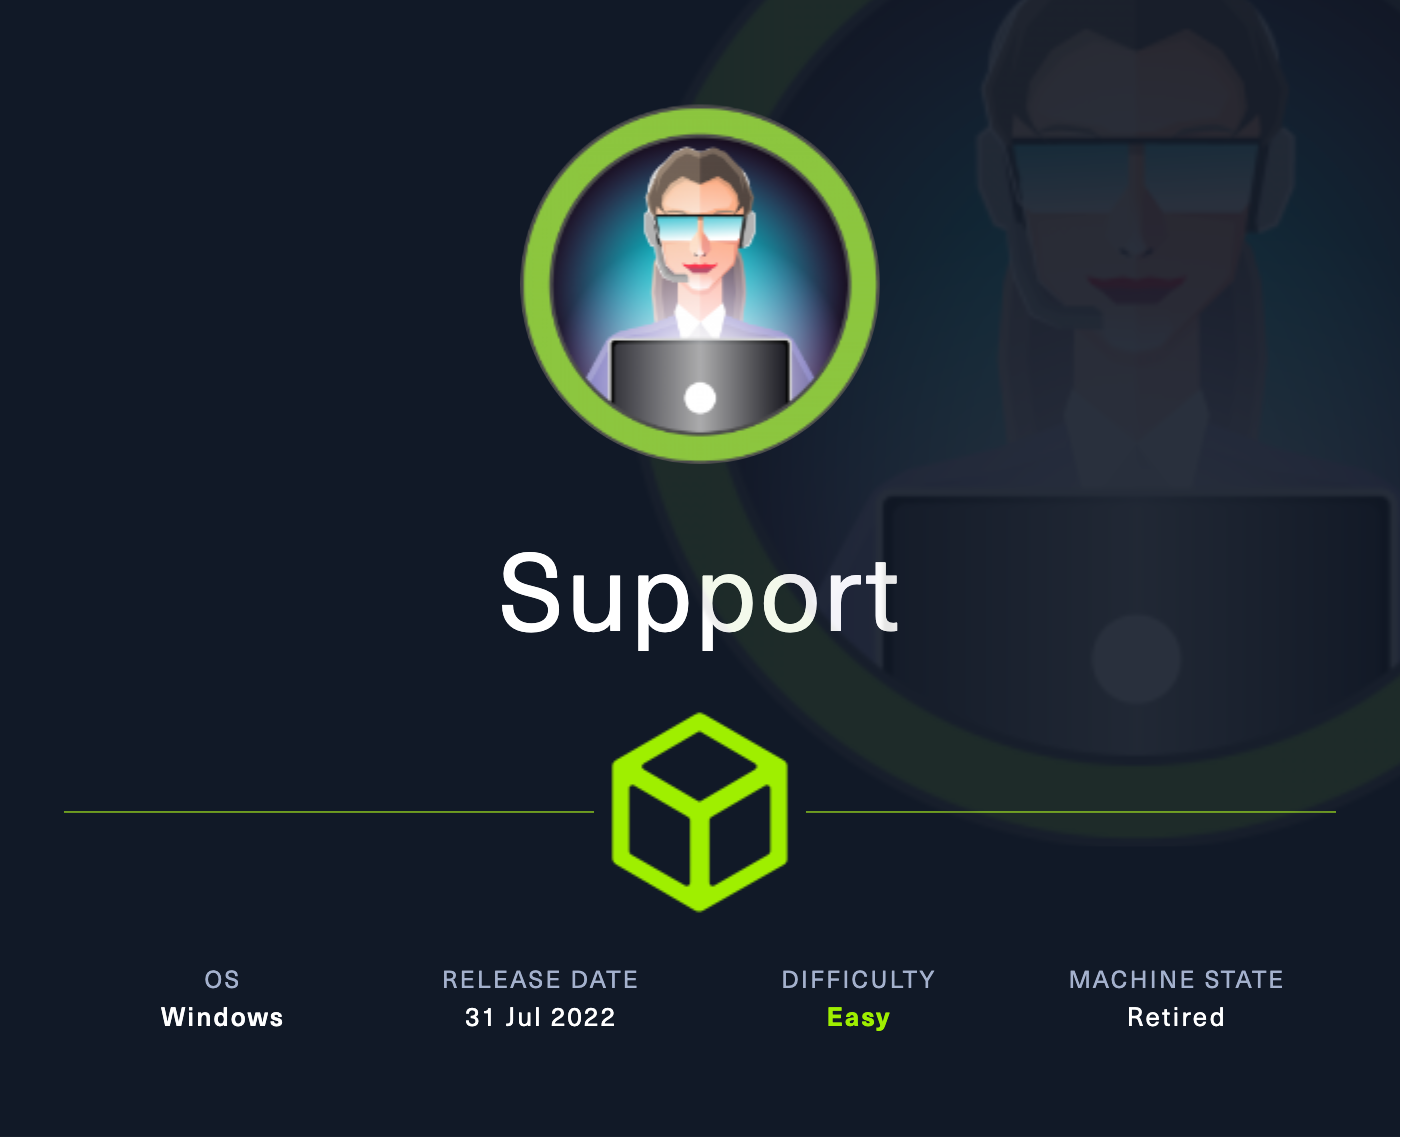 Support
OS
Windows
RELEASE DATE
31 Jul 2022
DIFFICULTY
Easy
MACHINE STATE
Retired